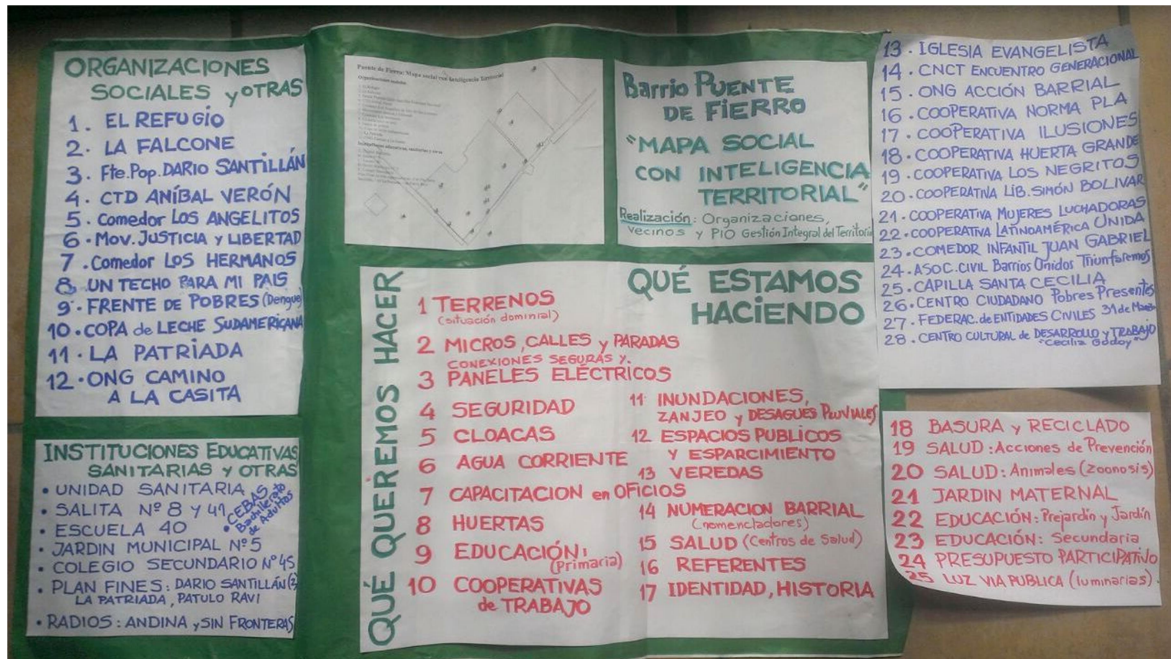 ORGANIZACIONES
SOCIALES y OTRAS
1. EL REFUGIO
2. LA FALCONE
3. Fte. Pop. DARIO SANTILLÁN
4. CTD ANÍBAL VERÓN
5. Comedor LOS ANGELITOS
6. Mov. JUSTICIA y LIBERTAD
7. Comedor LOS HERMANOS
8. UN TECHO PARA MI PAIS
9. FRENTE DE POBRES (Dengue)
10. COPA de LECHE SUDAMERICANA
11. LA PATRIADA
12. ONG CAMINO
A LA CASITA
INSTITUCIONES EDUCATIVAS
SANITARIAS y OTRAS
• UNIDAD SANITARIA
• SALITA Nº 8 y 41
• ESCUELA 40
• CEBAS
Bachillerato
de Adultos
• JARDIN MUNICIPAL Nº 5
• COLEGIO SECUNDARIO Nº 45
• PLAN FINES: DARIO SANTILLÁN
LA PATRIADA, PATULO RAVI
• RADIOS: ANDINA y SIN FRONTERAS
Puente de Fierro: Mapa social con Inteligencia Territorial
Barrio PUENTE
DE FIERRO
"MAPA SOCIAL
CON INTELIGENCIA
TERRITORIAL"
Realización: Organizaciones,
vecinos y PIO Gestión Integral del Territorio
QUÉ QUEREMOS HACER
QUÉ ESTAMOS
HACIENDO
1 TERRENOS
(situación dominial)
2 MICROS, CALLES y PARADAS
CONEXIONES SEGURAS y.
3 PANELES ELÉCTRICOS
4 SEGURIDAD
5 CLOACAS
6 AGUA CORRIENTE
7 CAPACITACION en OFICIOS
8 HUERTAS
9 EDUCACIÓN:
(Primaria)
10 COOPERATIVAS
de TRABAJO
11 INUNDACIONES,
ZANJEO y DESAGUES PLUVIALES
12 ESPACIOS PUBLICOS
y ESPARCIMIENTO
13 VEREDAS
14 NUMERACION BARRIAL
(nomencladores)
15 SALUD (Centros de Salud)
16 REFERENTES
17 IDENTIDAD, HISTORIA
13. IGLESIA EVANGELISTA
14. CNCT ENCUENTRO GENERACIONAL
15. ONG ACCIÓN BARRIAL
16. COOPERATIVA NORMA PLA
17. COOPERATIVA ILUSIONES
18. COOPERATIVA HUERTA GRANDE
19. COOPERATIVA LOS NEGRITOS
20. COOPERATIVA LIB. SIMÓN BOLIVAR
21. COOPERATIVA MUJERES LUCHADORAS
22. COOPERATIVA LATINOAMÉRICA UNIDA
23. COMEDOR INFANTIL JUAN GABRIEL
24. ASOC. CIVIL Barrios Unidos Triunfaremos
25. CAPILLA SANTA CECILIA
26. CENTRO CIUDADANO Pobres Presentes
27. FEDERAC. de ENTIDADES CIVILES 31 de
28. CENTRO CULTURAL de DESARROLLO y TRABAJO
"Cecilia Godoy"
18 BASURA y RECICLADO
19 SALUD: Acciones de Prevención
20 SALUD: Animales (zoonosis)
21 JARDIN MATERNAL
22 EDUCACIÓN: Prejardín y Jardín
23 EDUCACIÓN: Secundaria
24 PRESUPUESTO PARTICIPATIVO
25 LUZ VIA PUBLICA (luminarias).